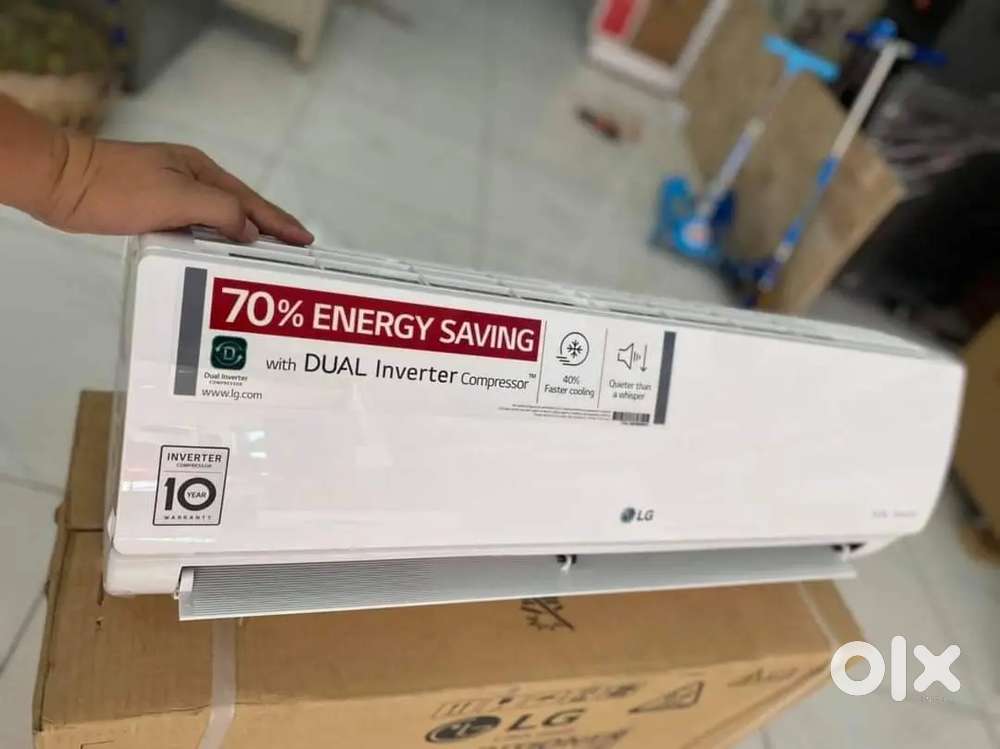 70% ENERGY SAVING
with DUAL Inverter Compressor™
Dual Inverter
COMPRESSOR
www.lg.com
40%
Faster cooling
Quieter than
a whisper
INVERTER
COMPRESSOR
10 YEAR
WARRANTY
LG
LG
olx